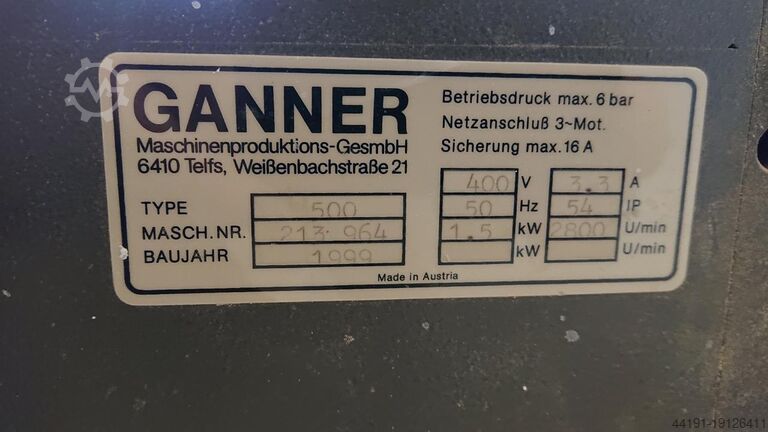 GANNER
Maschinenproduktions-GesmbH
6410 Telfs, Weißenbachstraße 21
TYPE 500
MASCH.NR. 213 964
BAUJAHR 1999
Betriebsdruck max. 6 bar
Netzanschluß 3~Mot.
Sicherung max. 16 A
400 V 3.3 A
50 Hz 54 IP
1.5 kW 2800 U/min
kW U/min
Made in Austria
44191-19126411